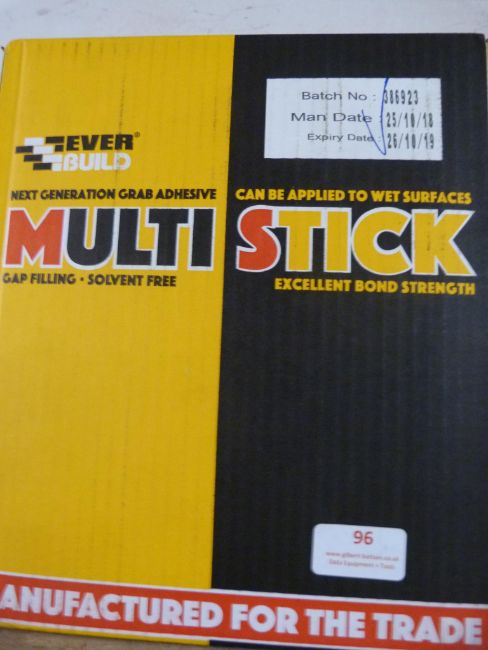 Batch No : 386923
Man Date : 25/10/18
Expiry Date : 26/10/19
EVER®
BUILD
NEXT GENERATION GRAB ADHESIVE
CAN BE APPLIED TO WET SURFACES
MULTI STICK
GAP FILLING · SOLVENT FREE
EXCELLENT BOND STRENGTH
96
ANUFACTURED FOR THE TRADE